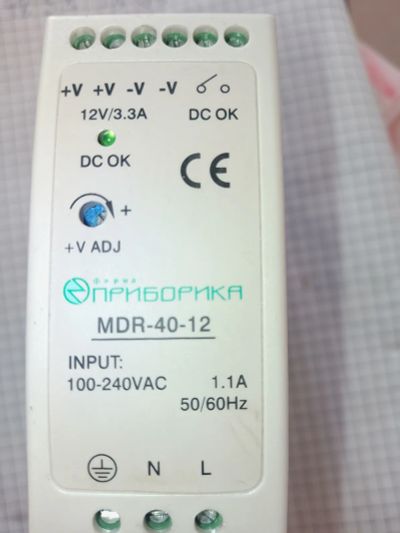 +V +V -V -V
12V/3.3A DC OK
DC OK
CE
+
+V ADJ
фирма
ПРИБОРИКА
MDR-40-12
INPUT:
100-240VAC 1.1A
50/60Hz
N L